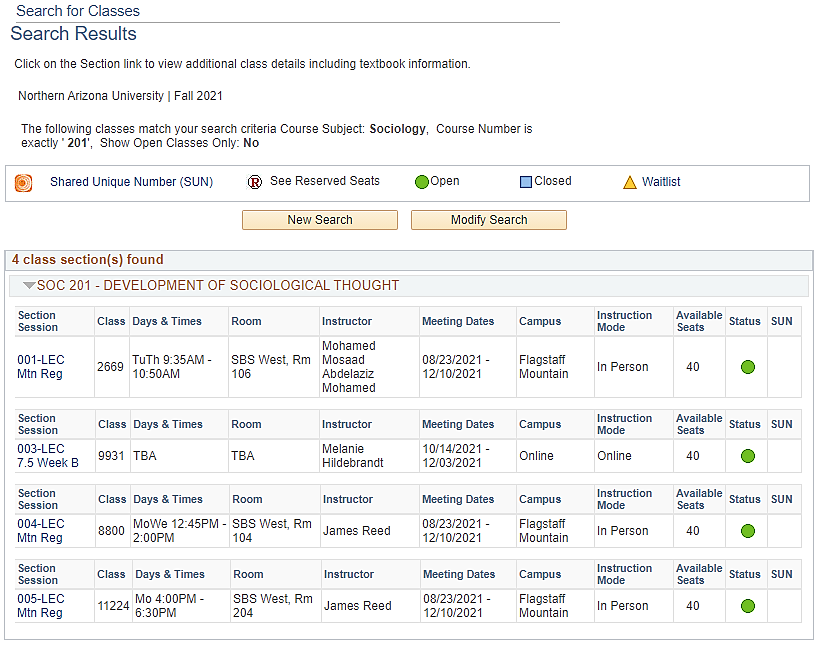 Search for Classes
Search Results
Click on the Section link to view additional class details including textbook information.
Northern Arizona University | Fall 2021
The following classes match your search criteria Course Subject: Sociology,  Course Number is
exactly ' 201',  Show Open Classes Only: No
Shared Unique Number (SUN) R See Reserved Seats Open Closed Waitlist
New Search Modify Search
4 class section(s) found
SOC 201 - DEVELOPMENT OF SOCIOLOGICAL THOUGHT
Section Session Class Days & Times Room Instructor Meeting Dates Campus Instruction Mode Available Seats Status SUN
001-LEC Mtn Reg 2669 TuTh 9:35AM - 10:50AM SBS West, Rm 106 Mohamed Mosaad Abdelaziz Mohamed 08/23/2021 - 12/10/2021 Flagstaff Mountain In Person 40
Section Session Class Days & Times Room Instructor Meeting Dates Campus Instruction Mode Available Seats Status SUN
003-LEC 7.5 Week B 9931 TBA TBA Melanie Hildebrandt 10/14/2021 - 12/03/2021 Online Online 40
Section Session Class Days & Times Room Instructor Meeting Dates Campus Instruction Mode Available Seats Status SUN
004-LEC Mtn Reg 8800 MoWe 12:45PM - 2:00PM SBS West, Rm 104 James Reed 08/23/2021 - 12/10/2021 Flagstaff Mountain In Person 40
Section Session Class Days & Times Room Instructor Meeting Dates Campus Instruction Mode Available Seats Status SUN
005-LEC Mtn Reg 11224 Mo 4:00PM - 6:30PM SBS West, Rm 204 James Reed 08/23/2021 - 12/10/2021 Flagstaff Mountain In Person 40